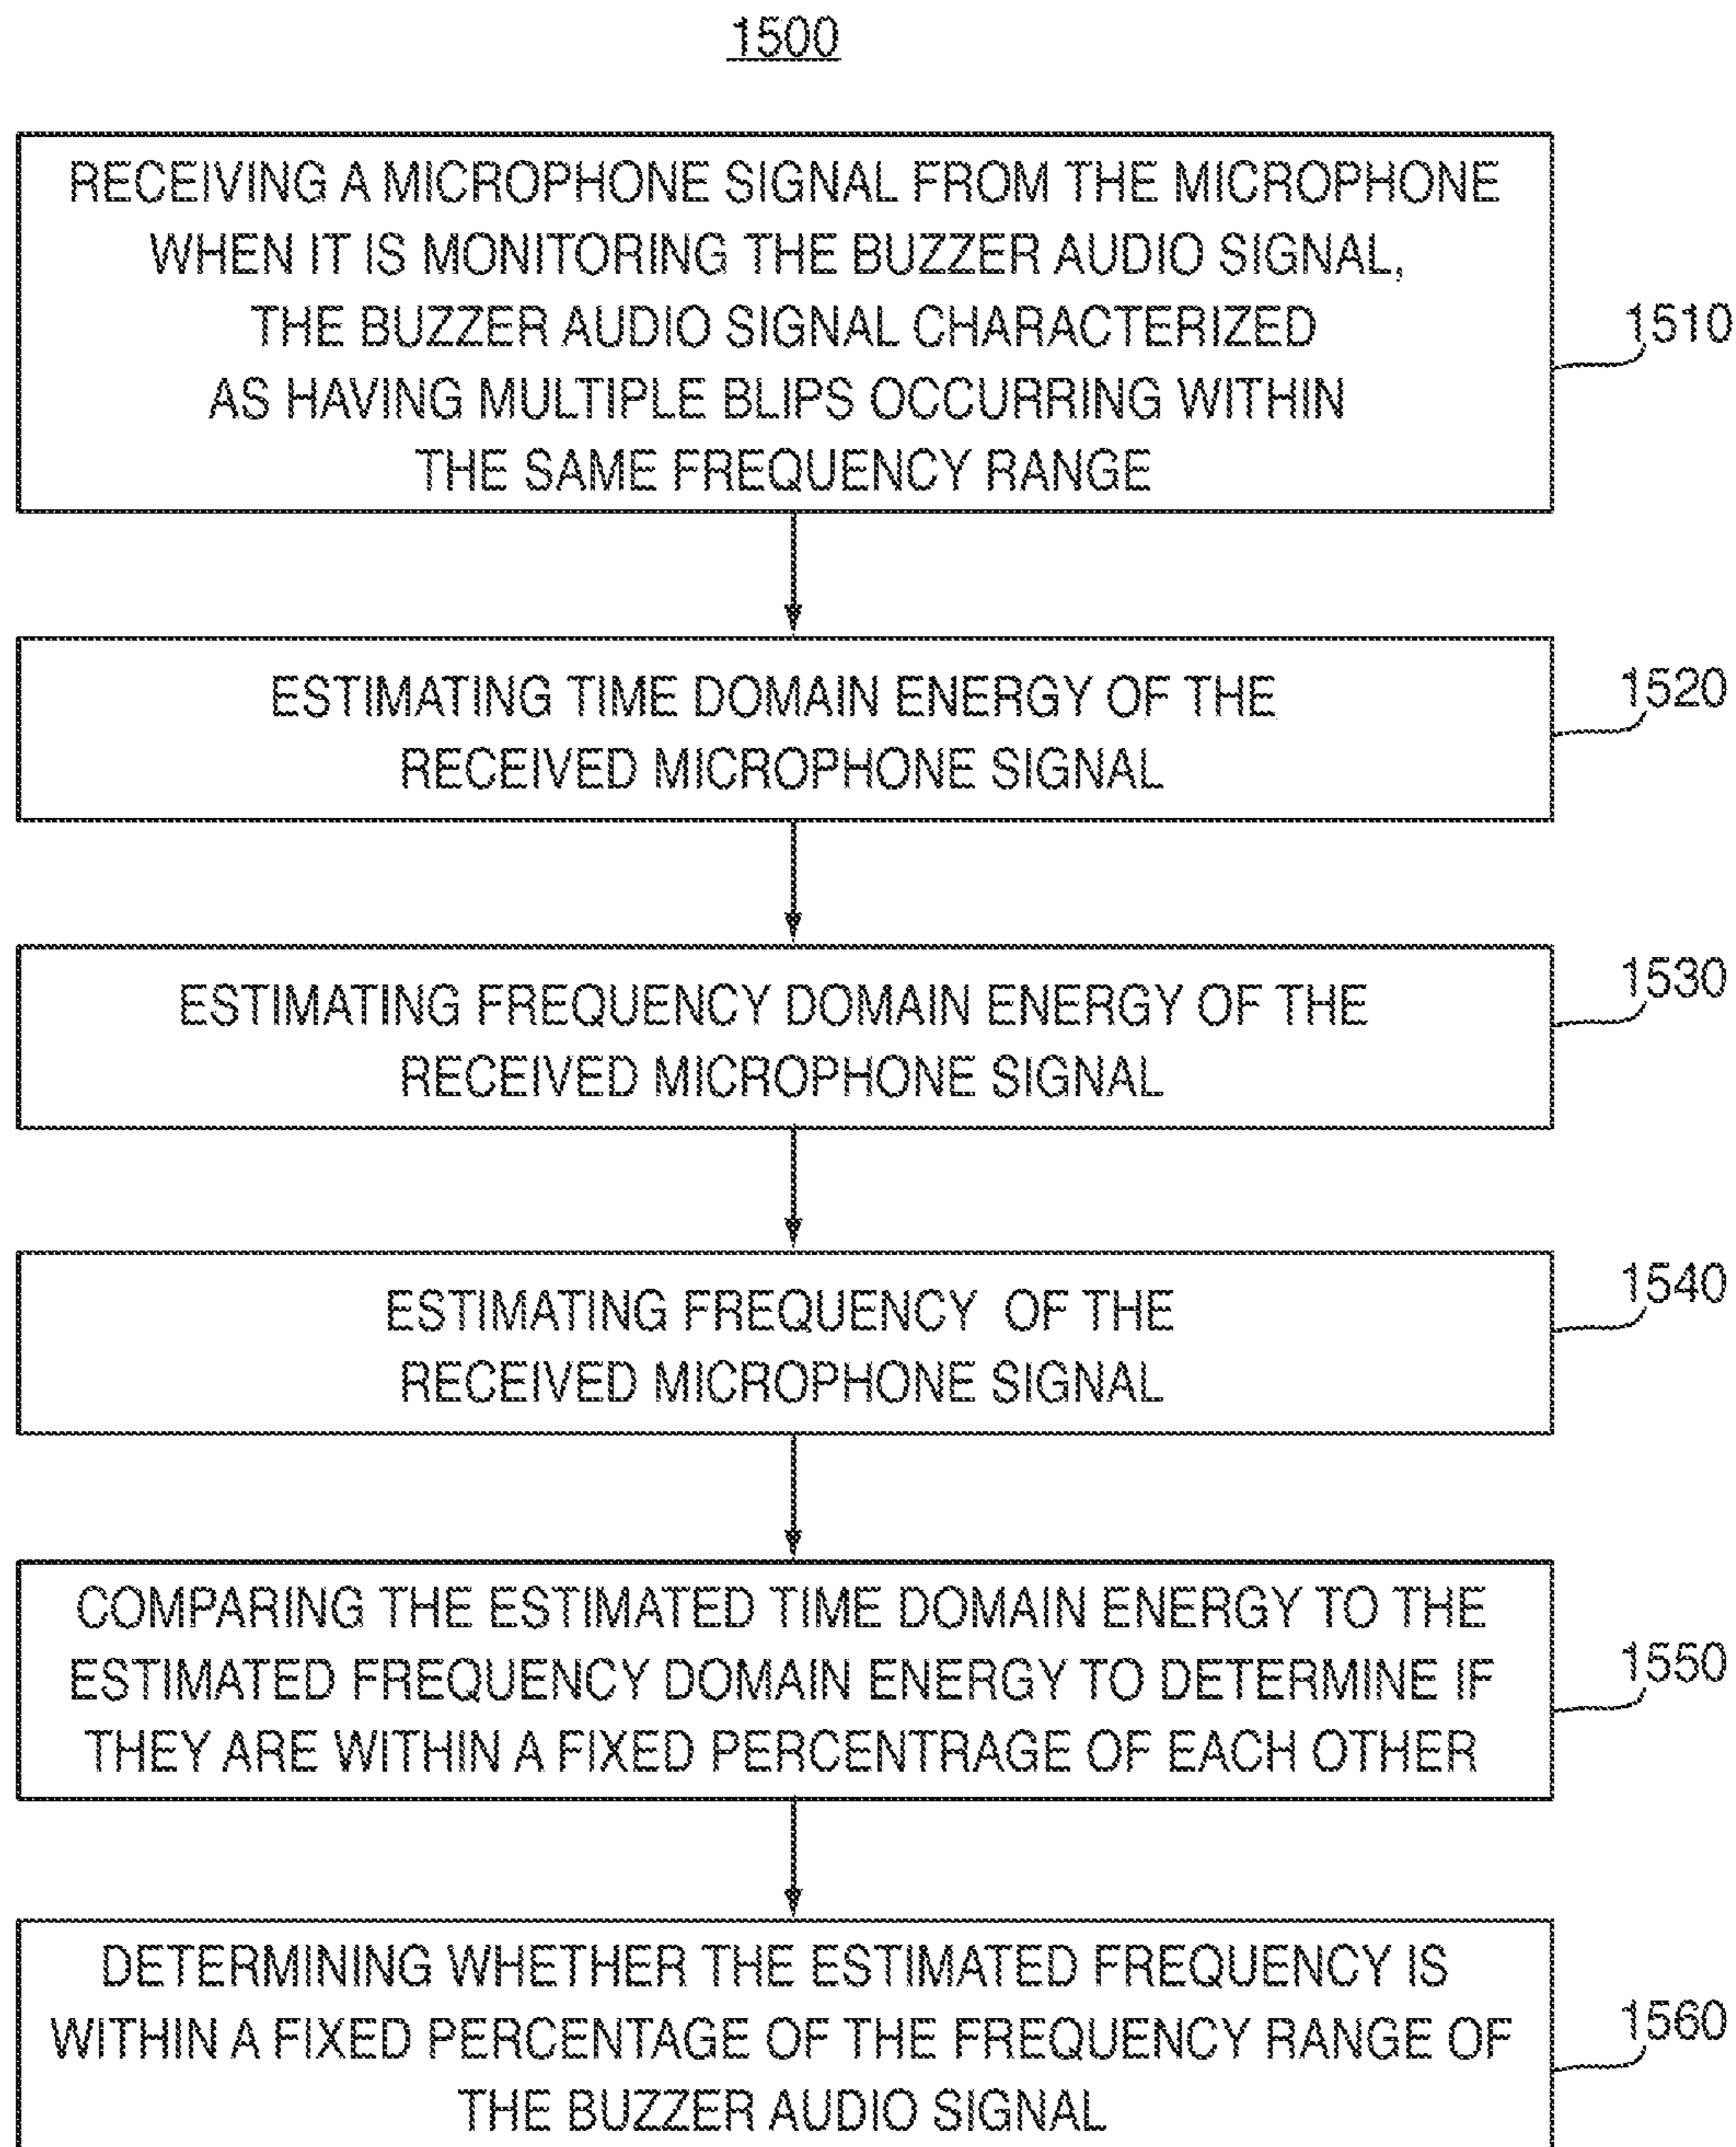 1500
RECEIVING A MICROPHONE SIGNAL FROM THE MICROPHONE
WHEN IT IS MONITORING THE BUZZER AUDIO SIGNAL,
THE BUZZER AUDIO SIGNAL CHARACTERIZED
AS HAVING MULTIPLE BLIPS OCCURRING WITHIN
THE SAME FREQUENCY RANGE
1510
ESTIMATING TIME DOMAIN ENERGY OF THE
RECEIVED MICROPHONE SIGNAL
1520
ESTIMATING FREQUENCY DOMAIN ENERGY OF THE
RECEIVED MICROPHONE SIGNAL
1530
ESTIMATING FREQUENCY OF THE
RECEIVED MICROPHONE SIGNAL
1540
COMPARING THE ESTIMATED TIME DOMAIN ENERGY TO THE
ESTIMATED FREQUENCY DOMAIN ENERGY TO DETERMINE IF
THEY ARE WITHIN A FIXED PERCENTRAGE OF EACH OTHER
1550
DETERMINING WHETHER THE ESTIMATED FREQUENCY IS
WITHIN A FIXED PERCENTAGE OF THE FREQUENCY RANGE OF
THE BUZZER AUDIO SIGNAL
1560